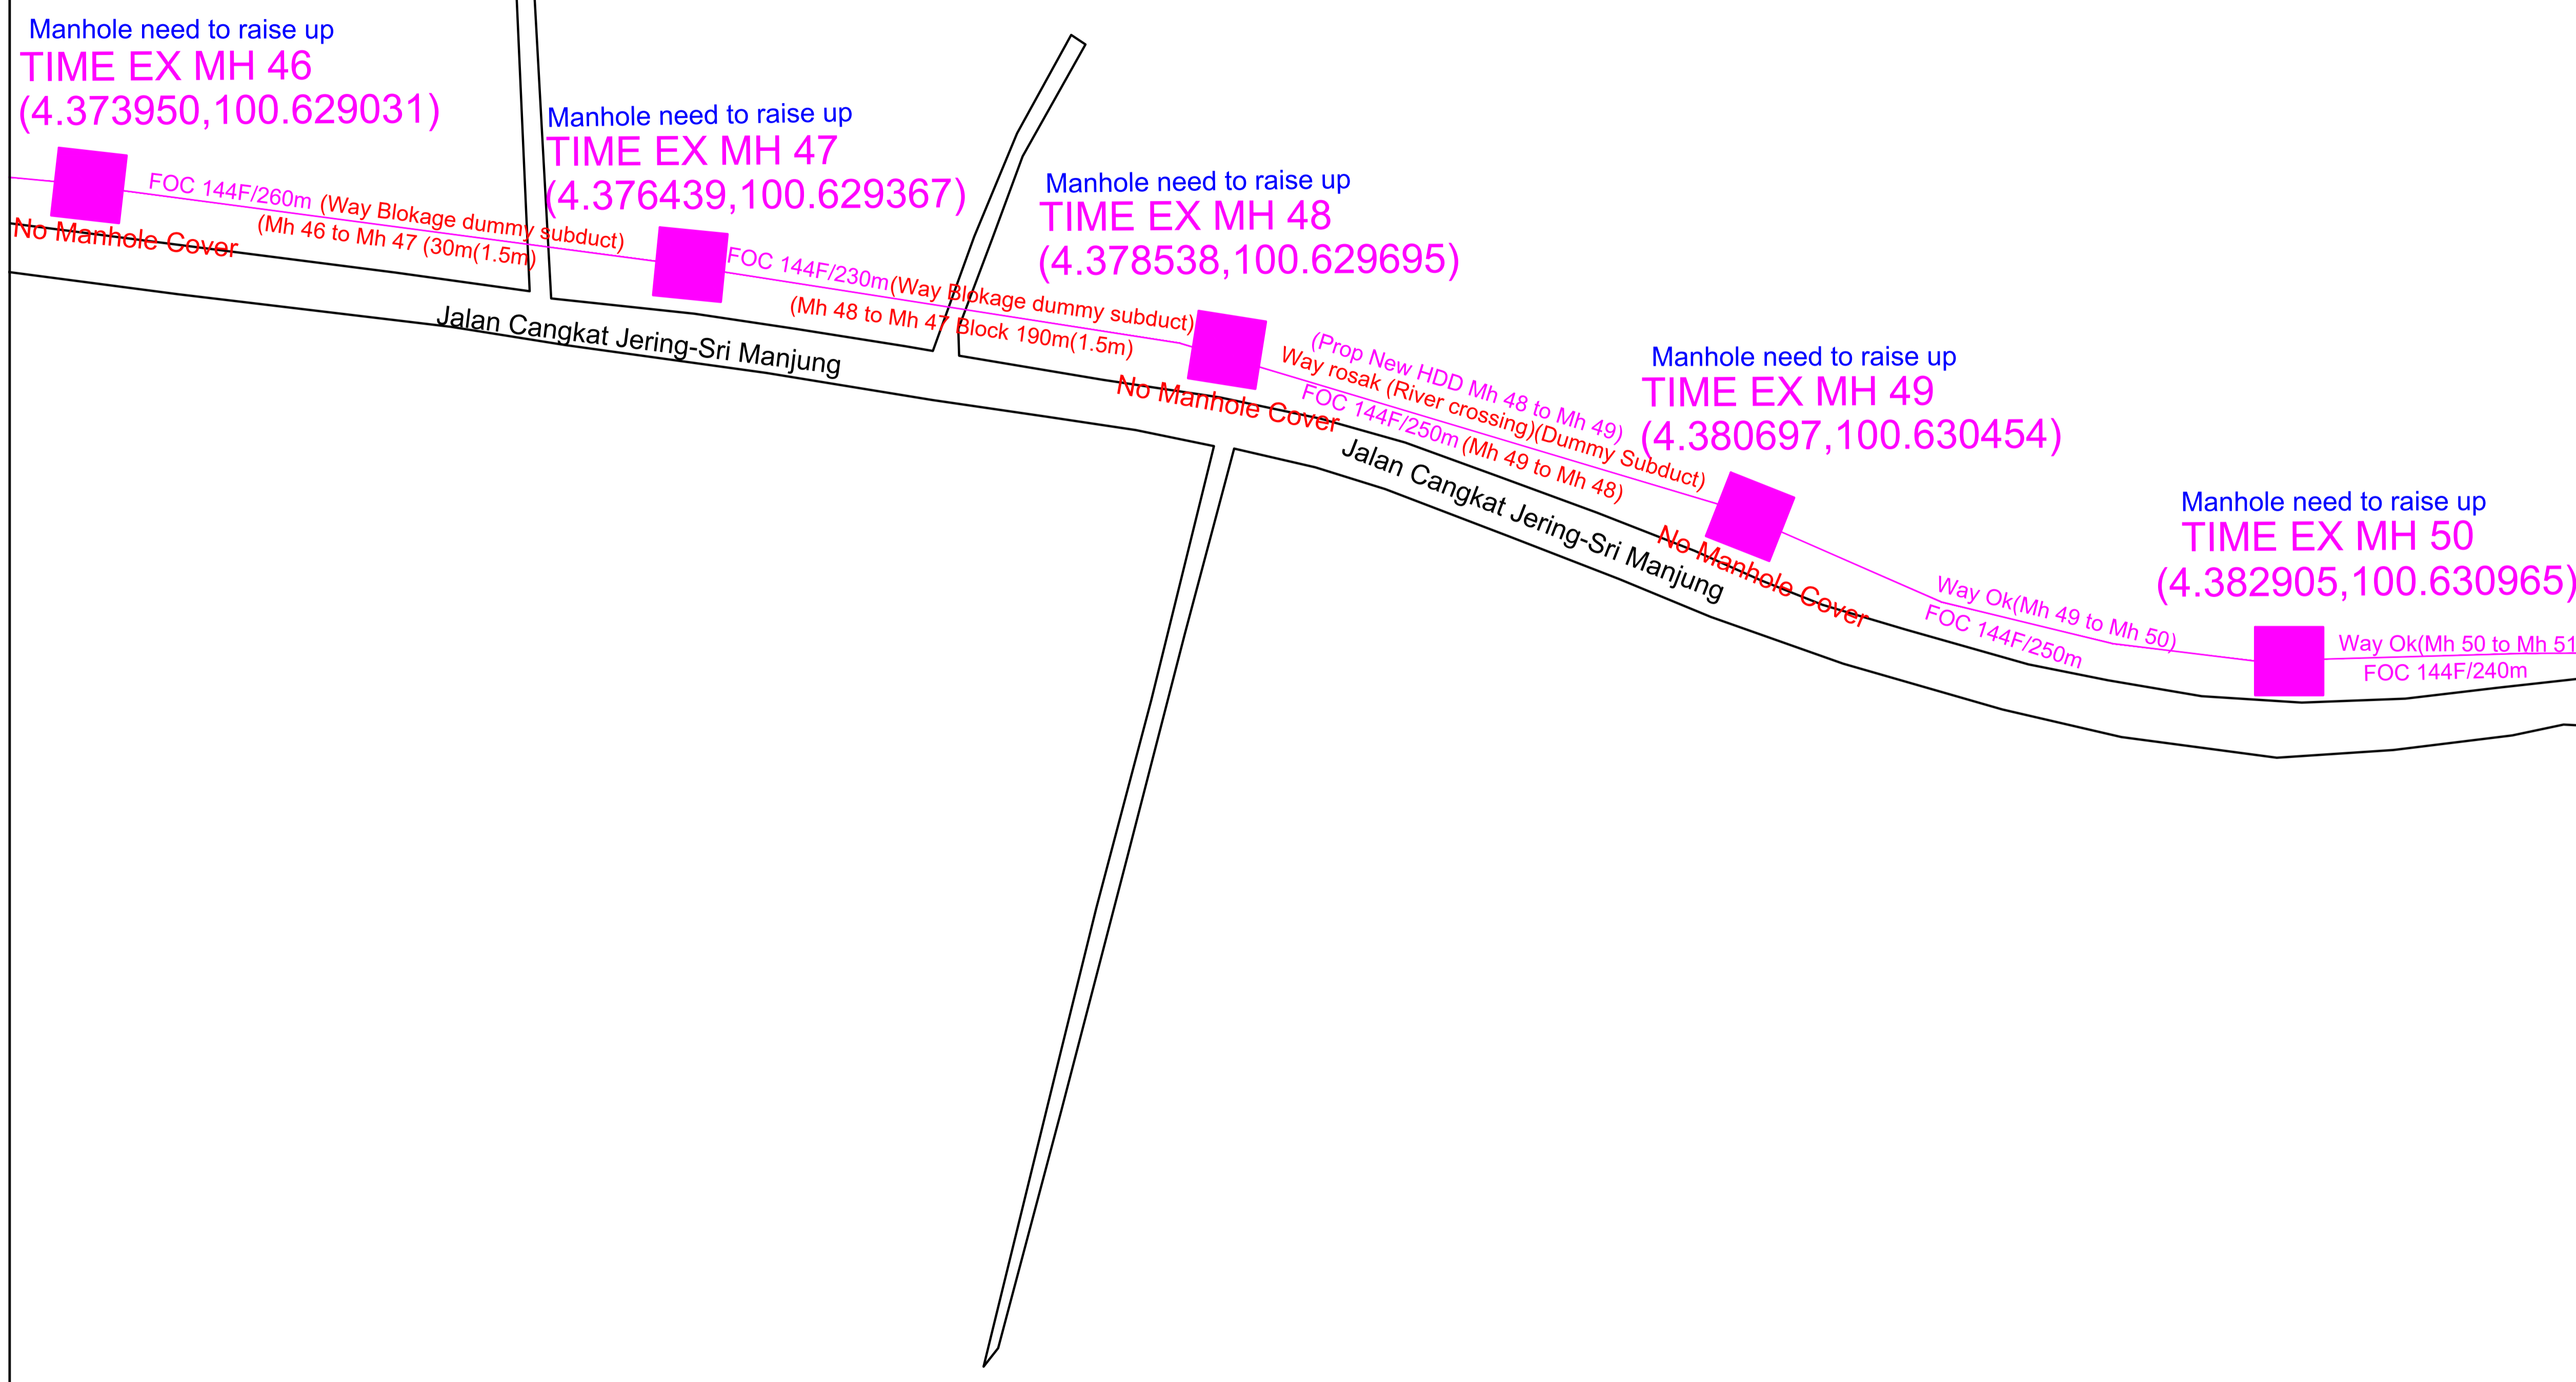 Manhole need to raise up
TIME EX MH 46
(4.373950,100.629031)
FOC 144F/260m (Way Blokage dummy subduct)
(Mh 46 to Mh 47 (30m(1.5m)
No Manhole Cover
Manhole need to raise up
TIME EX MH 47
(4.376439,100.629367)
FOC 144F/230m(Way Blokage dummy subduct)
(Mh 48 to Mh 47 Block 190m(1.5m)
Jalan Cangkat Jering-Sri Manjung
Manhole need to raise up
TIME EX MH 48
(4.378538,100.629695)
No Manhole Cover
(Prop New HDD Mh 48 to Mh 49)
Way rosak (River crossing)(Dummy Subduct)
FOC 144F/250m (Mh 49 to Mh 48)
Jalan Cangkat Jering-Sri Manjung
Manhole need to raise up
TIME EX MH 49
(4.380697,100.630454)
No Manhole Cover
Way Ok(Mh 49 to Mh 50)
FOC 144F/250m
Manhole need to raise up
TIME EX MH 50
(4.382905,100.630965)
Way Ok(Mh 50 to Mh 51
FOC 144F/240m